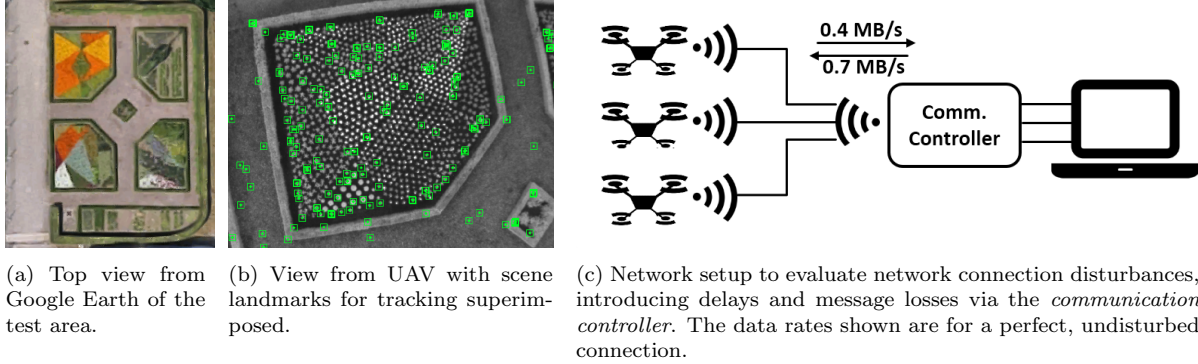 0.4 MB/s
0.7 MB/s
Comm.
Controller
(a) Top view from
Google Earth of the
test area.
(b) View from UAV with scene
landmarks for tracking superim-
posed.
(c) Network setup to evaluate network connection disturbances,
introducing delays and message losses via the communication
controller. The data rates shown are for a perfect, undisturbed
connection.